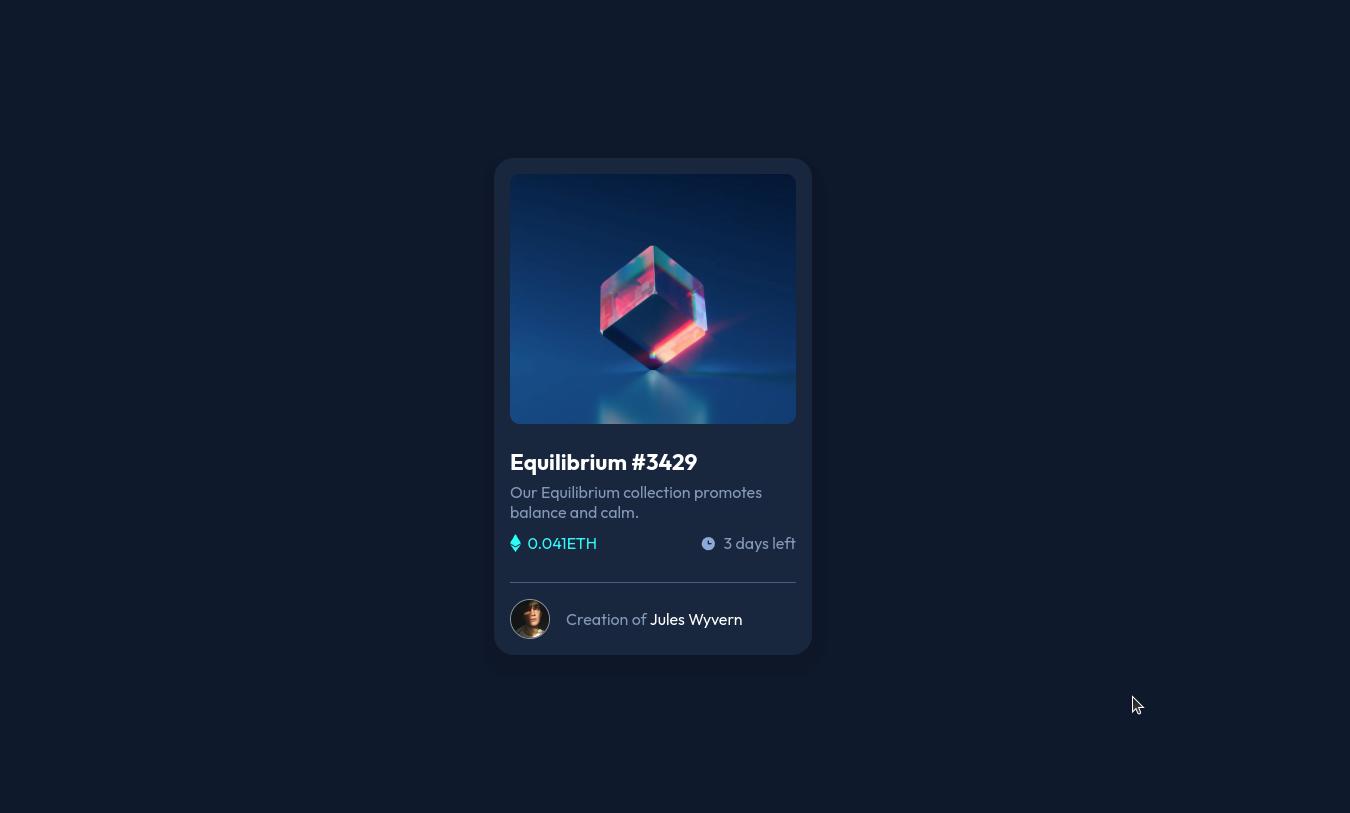 Equilibrium #3429
Our Equilibrium collection promotes
balance and calm.
0.041ETH 3 days left
Creation of Jules Wyvern